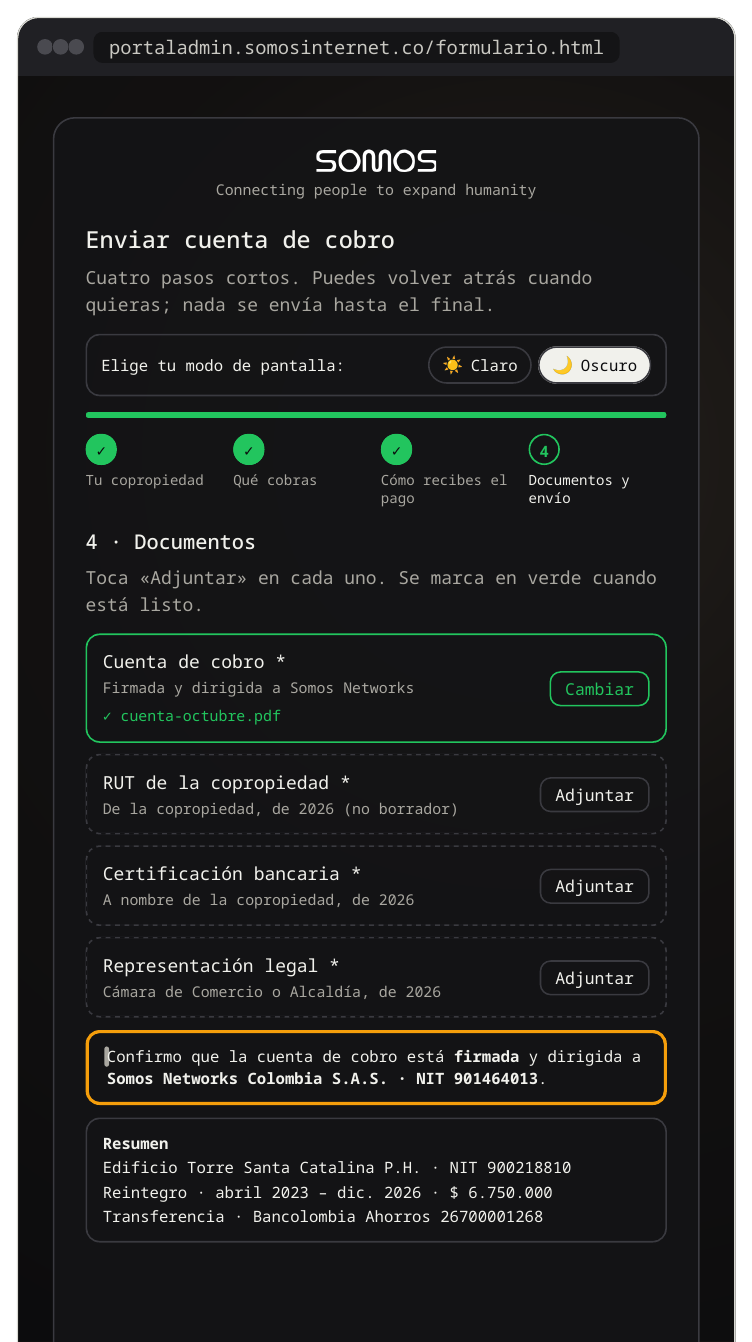 portaladmin.somosinternet.co/formulario.html
SOMOS
Connecting people to expand humanity
Enviar cuenta de cobro
Cuatro pasos cortos. Puedes volver atrás cuando
quieras; nada se envía hasta el final.
Elige tu modo de pantalla:
☀️ Claro
🌙 Oscuro
✓
✓
✓
4
Tu copropiedad
Qué cobras
Cómo recibes el
pago
Documentos y
envío
4 · Documentos
Toca «Adjuntar» en cada uno. Se marca en verde cuando
está listo.
Cuenta de cobro *
Firmada y dirigida a Somos Networks
✓ cuenta-octubre.pdf
Cambiar
RUT de la copropiedad *
De la copropiedad, de 2026 (no borrador)
Adjuntar
Certificación bancaria *
A nombre de la copropiedad, de 2026
Adjuntar
Representación legal *
Cámara de Comercio o Alcaldía, de 2026
Adjuntar
Confirmo que la cuenta de cobro está firmada y dirigida a
Somos Networks Colombia S.A.S. · NIT 901464013.
Resumen
Edificio Torre Santa Catalina P.H. · NIT 900218810
Reintegro · abril 2023 – dic. 2026 · $ 6.750.000
Transferencia · Bancolombia Ahorros 26700001268